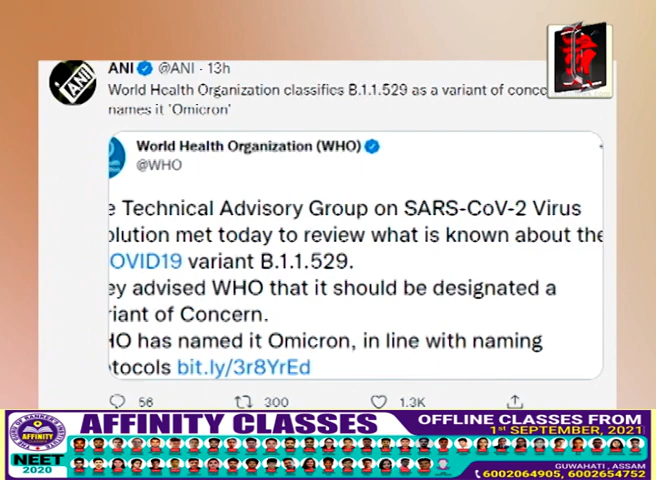 ANI @ANI · 13h
World Health Organization classifies B.1.1.529 as a variant of conce
names it 'Omicron'
World Health Organization (WHO)
@WHO
e Technical Advisory Group on SARS-CoV-2 Virus
olution met today to review what is known about the
OVID19 variant B.1.1.529.
ey advised WHO that it should be designated a
riant of Concern.
HO has named it Omicron, in line with naming
tocols bit.ly/3r8YrEd
56 300 1.3K
AFFINITY CLASSES
OFFLINE CLASSES FROM
1ST SEPTEMBER, 2021
AFFINITY
NEET
2020
GUWAHATI, ASSAM
6002064905, 6002654752